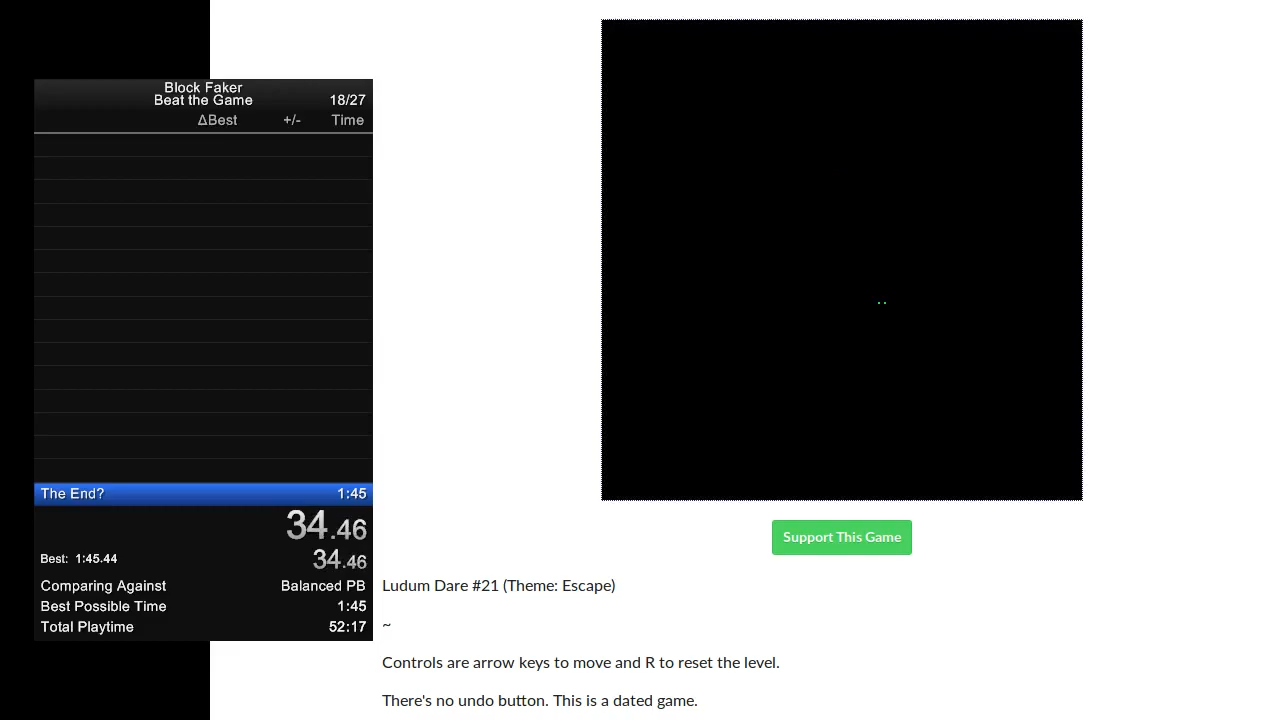 Block Faker
Beat the Game 18/27
ΔBest +/- Time
The End? 1:45
34.46
Best: 1:45.44 34.46
Comparing Against Balanced PB
Best Possible Time 1:45
Total Playtime 52:17
Support This Game
Ludum Dare #21 (Theme: Escape)
~
Controls are arrow keys to move and R to reset the level.
There's no undo button. This is a dated game.